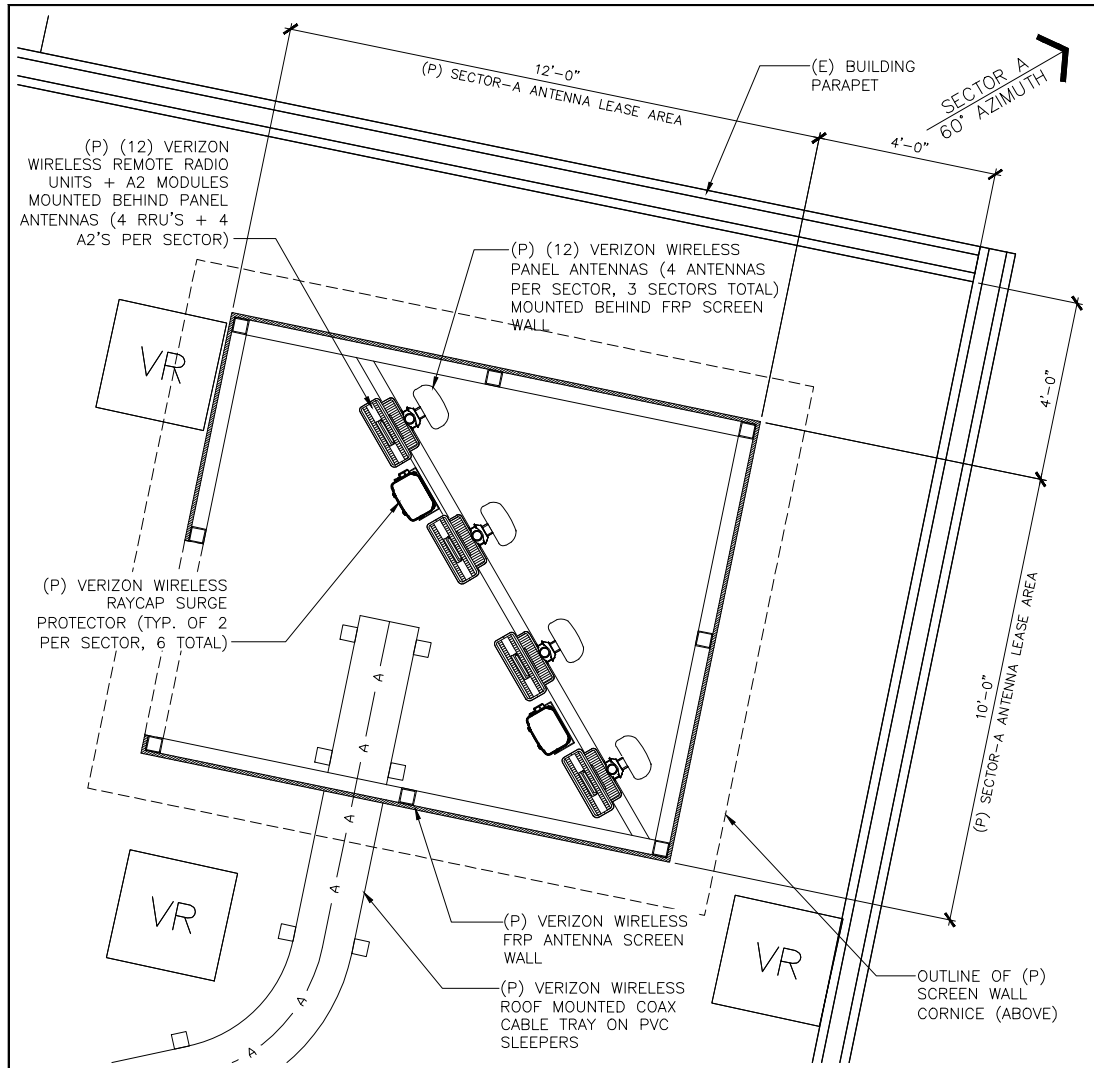 12'-0"
(P) SECTOR-A ANTENNA LEASE AREA
(E) BUILDING
PARAPET
SECTOR A
60° AZIMUTH
4'-0"
(P) (12) VERIZON
WIRELESS REMOTE RADIO
UNITS + A2 MODULES
MOUNTED BEHIND PANEL
ANTENNAS (4 RRU'S + 4
A2'S PER SECTOR)
(P) (12) VERIZON WIRELESS
PANEL ANTENNAS (4 ANTENNAS
PER SECTOR, 3 SECTORS TOTAL)
MOUNTED BEHIND FRP SCREEN
WALL
VR
4'-0"
(P) VERIZON WIRELESS
RAYCAP SURGE
PROTECTOR (TYP. OF 2
PER SECTOR, 6 TOTAL)
10'-0"
(P) SECTOR-A ANTENNA LEASE AREA
A
A
A
A
A
A
A
VR
(P) VERIZON WIRELESS
FRP ANTENNA SCREEN
WALL
(P) VERIZON WIRELESS
ROOF MOUNTED COAX
CABLE TRAY ON PVC
SLEEPERS
VR
OUTLINE OF (P)
SCREEN WALL
CORNICE (ABOVE)